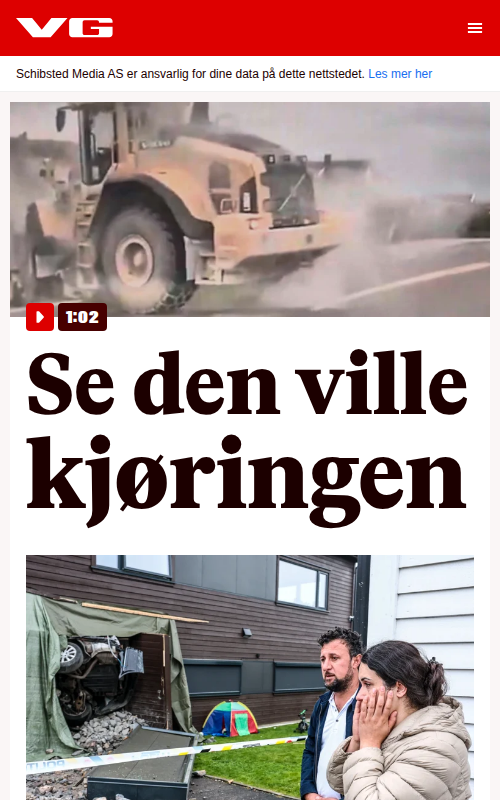 VG
Schibsted Media AS er ansvarlig for dine data på dette nettstedet. Les mer her
1:02
Se den ville
kjøringen